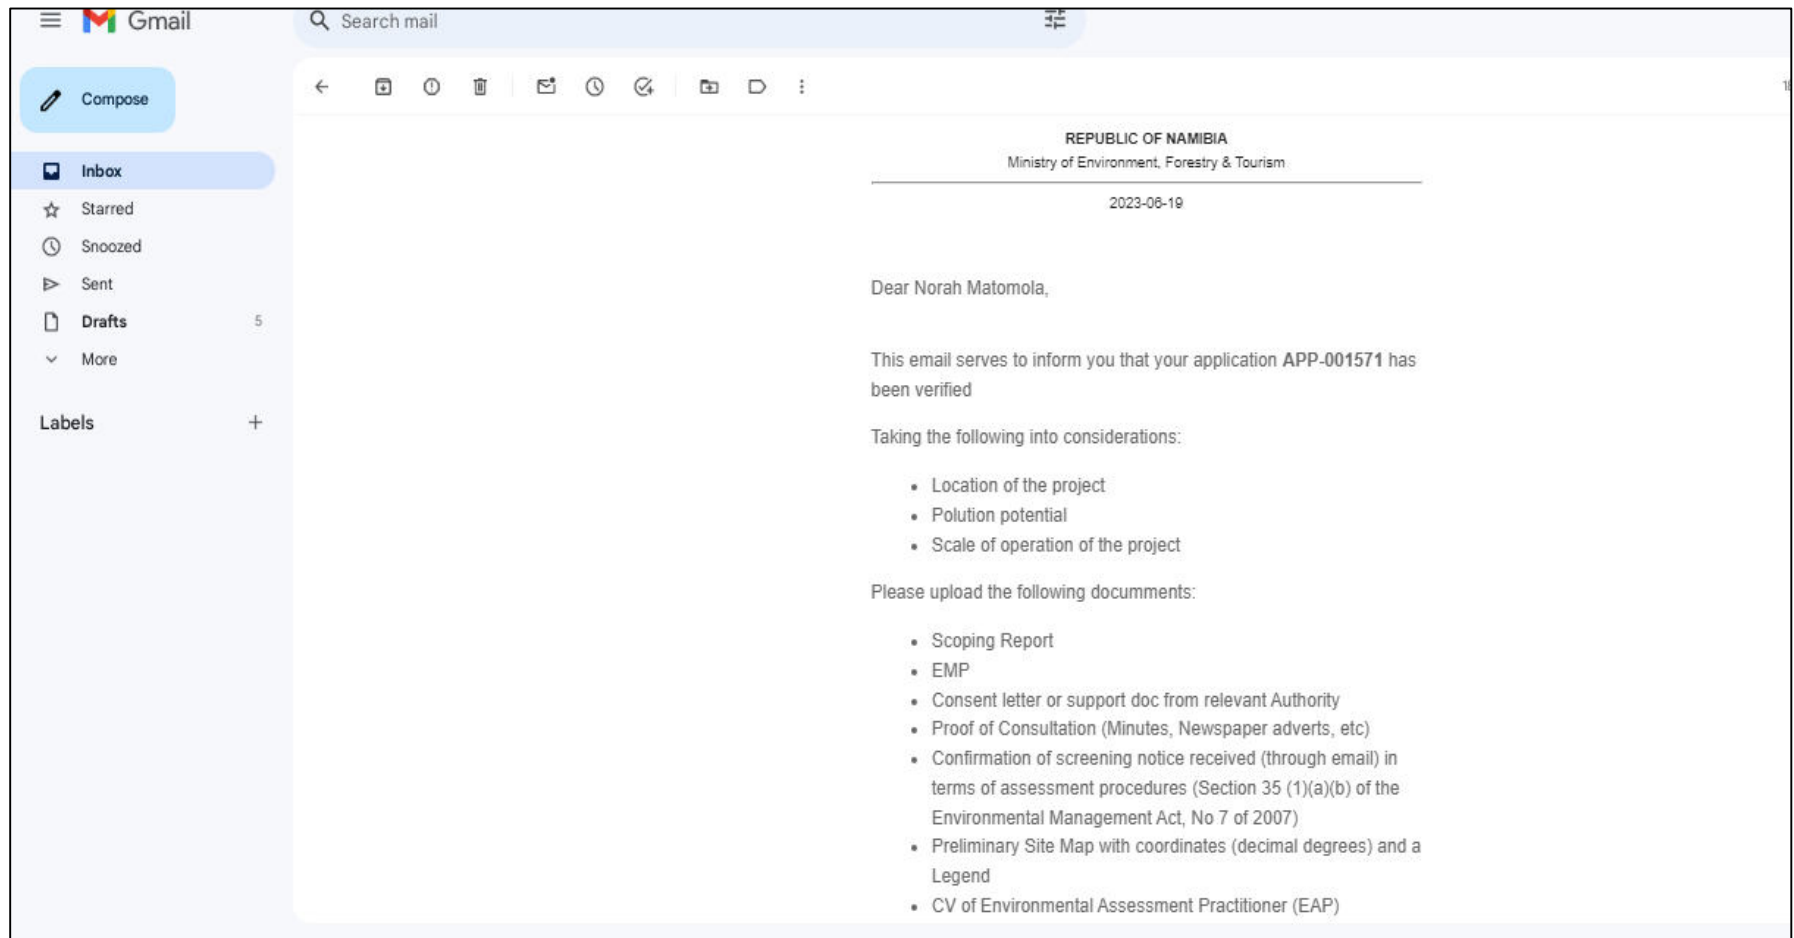 Gmail
Search mail
Compose
Inbox
Starred
Snoozed
Sent
Drafts 5
More
Labels +
REPUBLIC OF NAMIBIA
Ministry of Environment, Forestry & Tourism
2023-06-19
Dear Norah Matomola,
This email serves to inform you that your application APP-001571 has
been verified
Taking the following into considerations:
• Location of the project
• Polution potential
• Scale of operation of the project
Please upload the following documments:
• Scoping Report
• EMP
• Consent letter or support doc from relevant Authority
• Proof of Consultation (Minutes, Newspaper adverts, etc)
• Confirmation of screening notice received (through email) in
terms of assessment procedures (Section 35 (1)(a)(b) of the
Environmental Management Act, No 7 of 2007)
• Preliminary Site Map with coordinates (decimal degrees) and a
Legend
• CV of Environmental Assessment Practitioner (EAP)